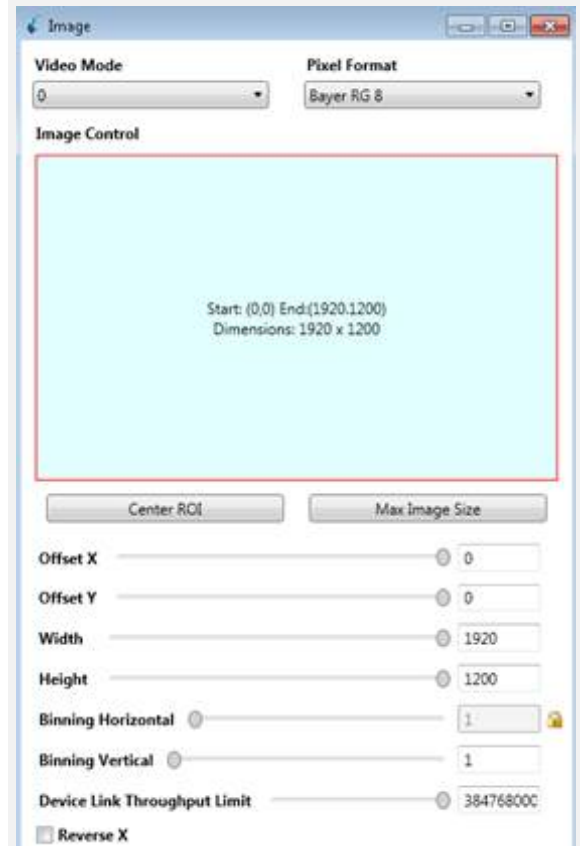 Image
Video Mode Pixel Format
0 Bayer RG 8
Image Control
Start: (0,0) End:(1920.1200)
Dimensions: 1920 x 1200
Center ROI Max Image Size
Offset X 0
Offset Y 0
Width 1920
Height 1200
Binning Horizontal 1
Binning Vertical 1
Device Link Throughput Limit 38476800
Reverse X